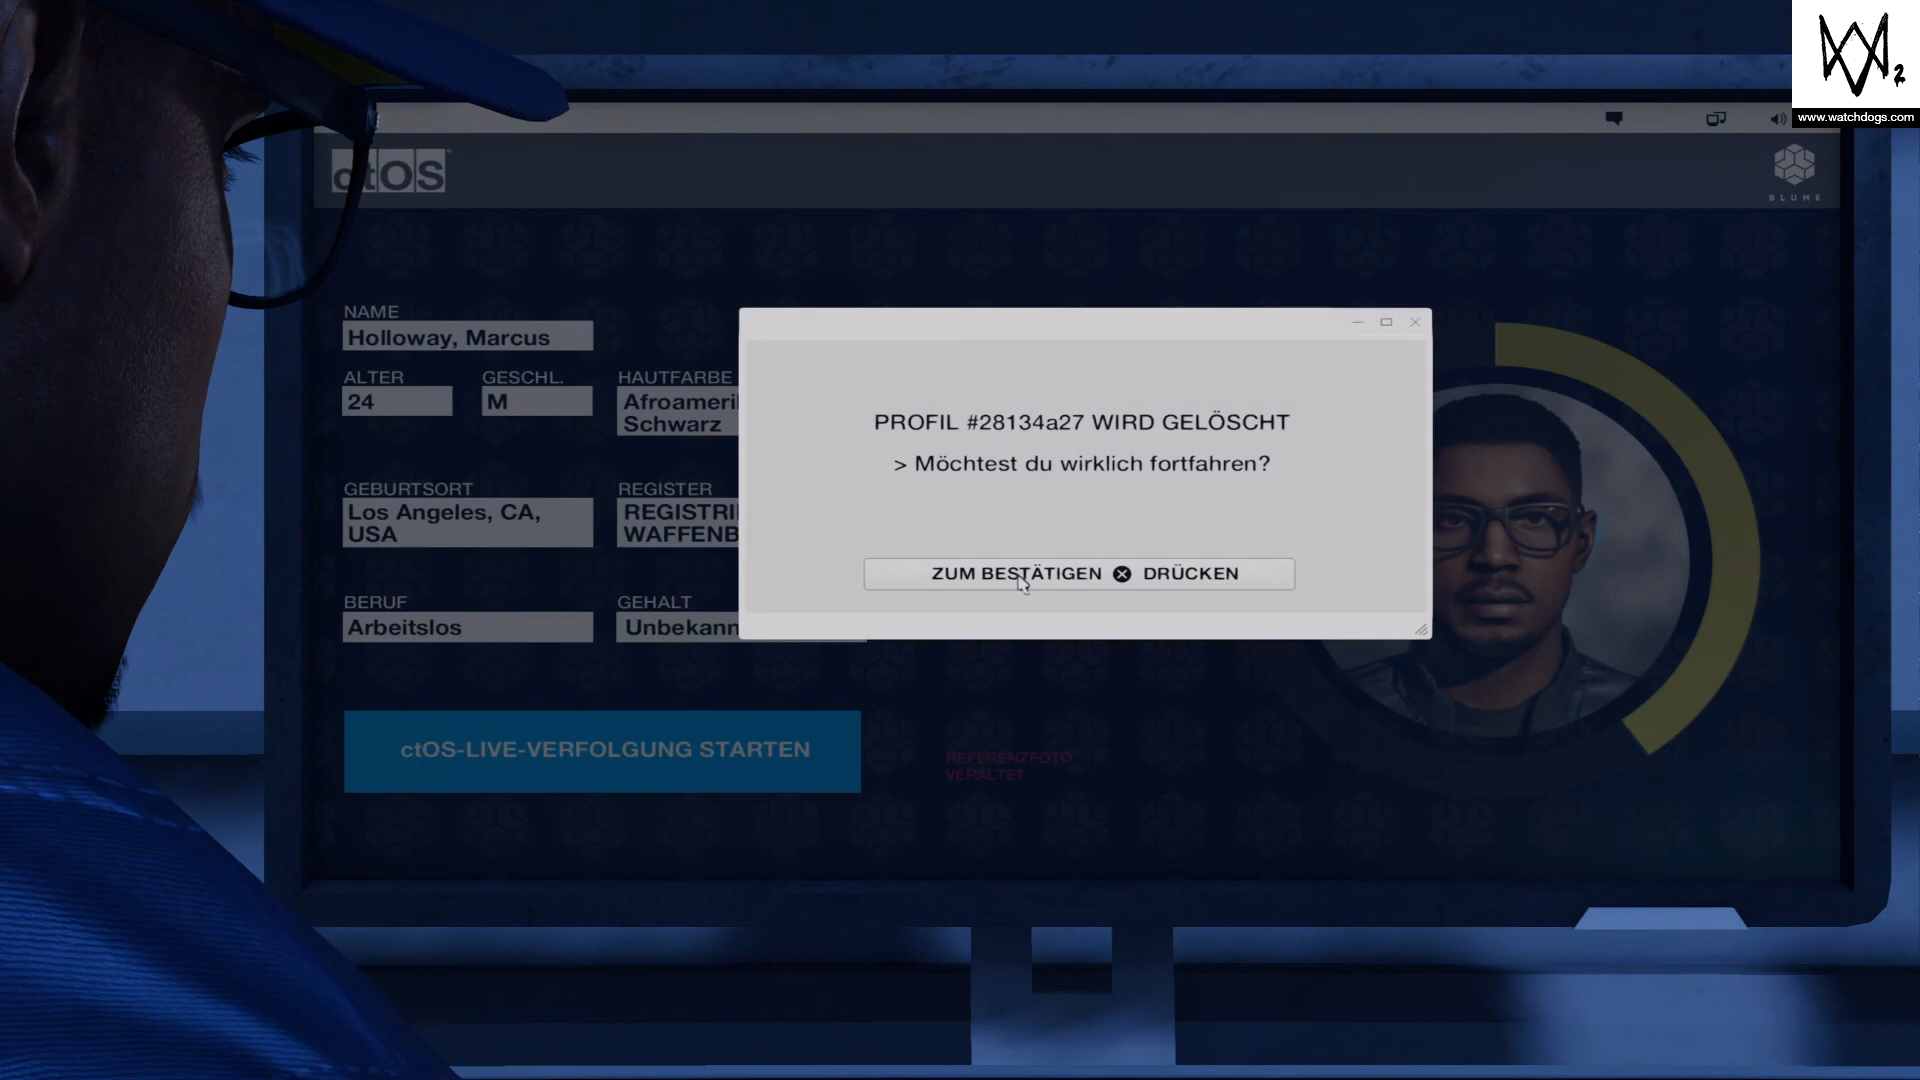 2
www.watchdogs.com
ctOS
BLUME
NAME
Holloway, Marcus
ALTER
24
GESCHL.
M
HAUTFARBE
Afroameri
Schwarz
GEBURTSORT
Los Angeles, CA,
USA
REGISTER
REGISTRI
WAFFENB
BERUF
Arbeitslos
GEHALT
Unbekann
PROFIL #28134a27 WIRD GELÖSCHT
> Möchtest du wirklich fortfahren?
ZUM BESTÄTIGEN ⊗ DRÜCKEN
ctOS-LIVE-VERFOLGUNG STARTEN
REFERENZFOTO
VERALTET